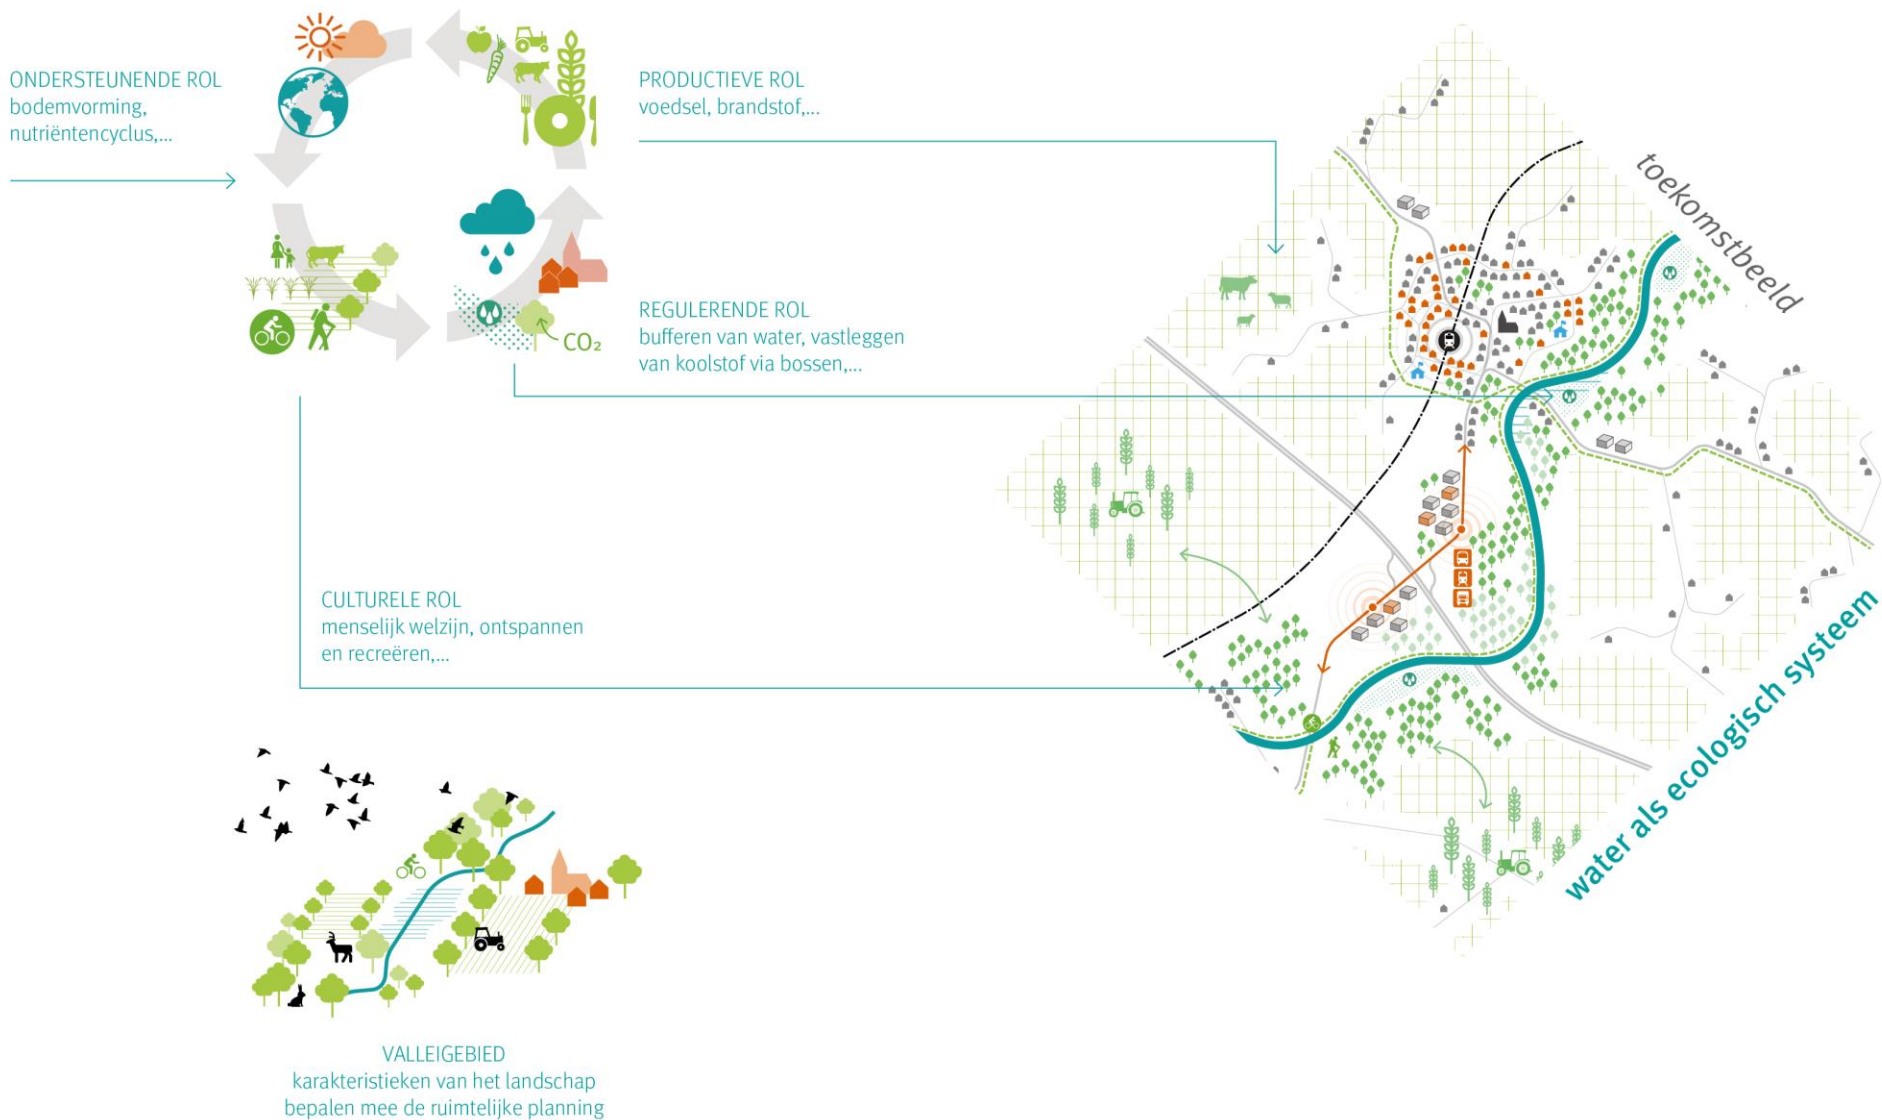 ONDERSTEUNENDE ROL
bodemvorming,
nutriëntencyclus,...
PRODUCTIEVE ROL
voedsel, brandstof,...
REGULERENDE ROL
bufferen van water, vastleggen
van koolstof via bossen,...
CO₂
CULTURELE ROL
menselijk welzijn, ontspannen
en recreëren,...
VALLEIGEBIED
karakteristieken van het landschap
bepalen mee de ruimtelijke planning
toekomstbeeld
water als ecologisch systeem